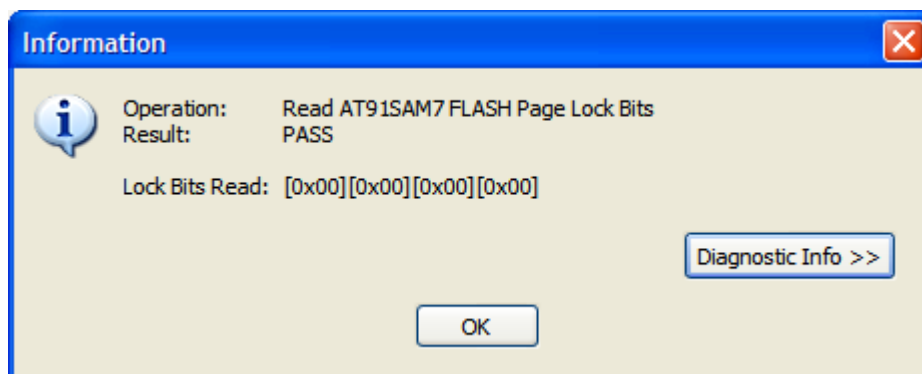 Information
Operation: Read AT91SAM7 FLASH Page Lock Bits
Result: PASS
Lock Bits Read: [0x00][0x00][0x00][0x00]
Diagnostic Info >>
OK